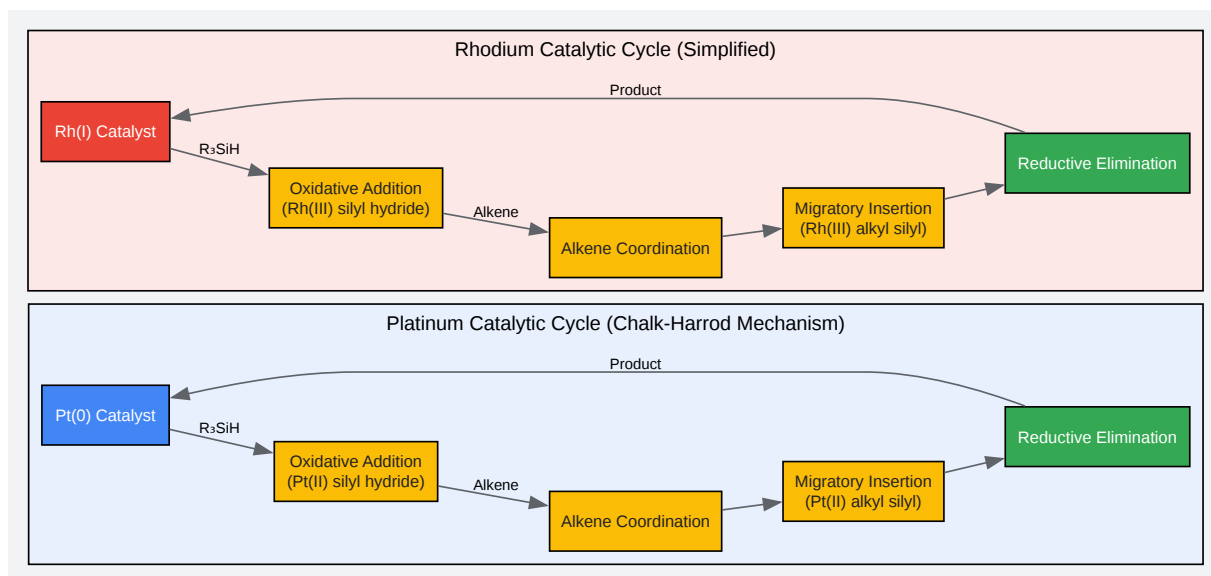 Rhodium Catalytic Cycle (Simplified)
Product
Rh(I) Catalyst
R₃SiH
Oxidative Addition
(Rh(III) silyl hydride)
Alkene
Alkene Coordination
Migratory Insertion
(Rh(III) alkyl silyl)
Reductive Elimination
Platinum Catalytic Cycle (Chalk-Harrod Mechanism)
Product
Pt(0) Catalyst
R₃SiH
Oxidative Addition
(Pt(II) silyl hydride)
Alkene
Alkene Coordination
Migratory Insertion
(Pt(II) alkyl silyl)
Reductive Elimination